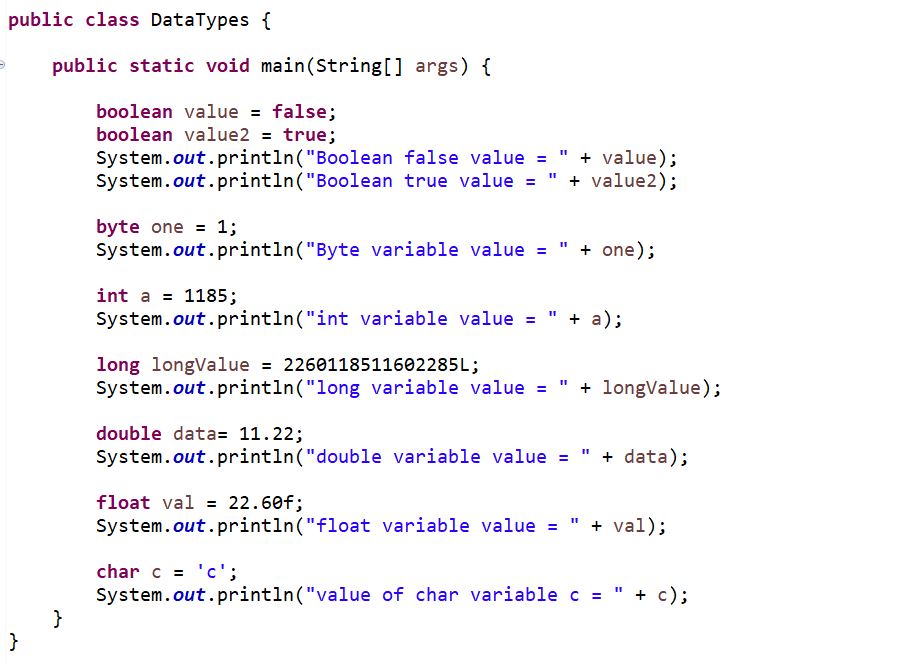 public class DataTypes {
public static void main(String[] args) {
boolean value = false;
boolean value2 = true;
System.out.println("Boolean false value = " + value);
System.out.println("Boolean true value = " + value2);
byte one = 1;
System.out.println("Byte variable value = " + one);
int a = 1185;
System.out.println("int variable value = " + a);
long longValue = 2260118511602285L;
System.out.println("long variable value = " + longValue);
double data= 11.22;
System.out.println("double variable value = " + data);
float val = 22.60f;
System.out.println("float variable value = " + val);
char c = 'c';
System.out.println("value of char variable c = " + c);
}
}